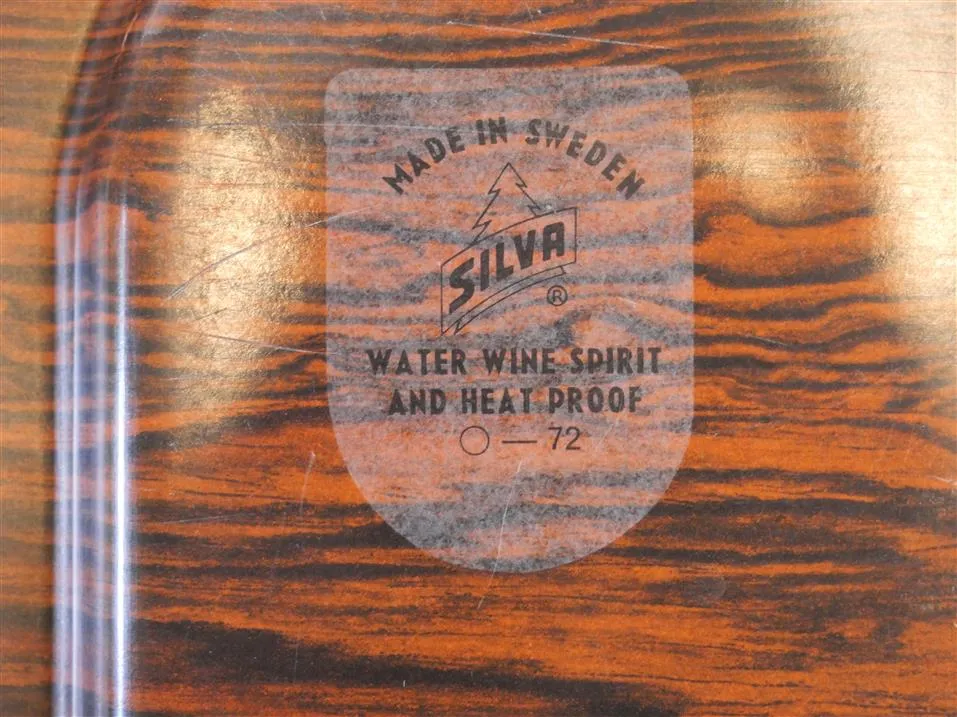 MADE IN SWEDEN
SILVA
®
WATER WINE SPIRIT
AND HEAT PROOF
○ — 72